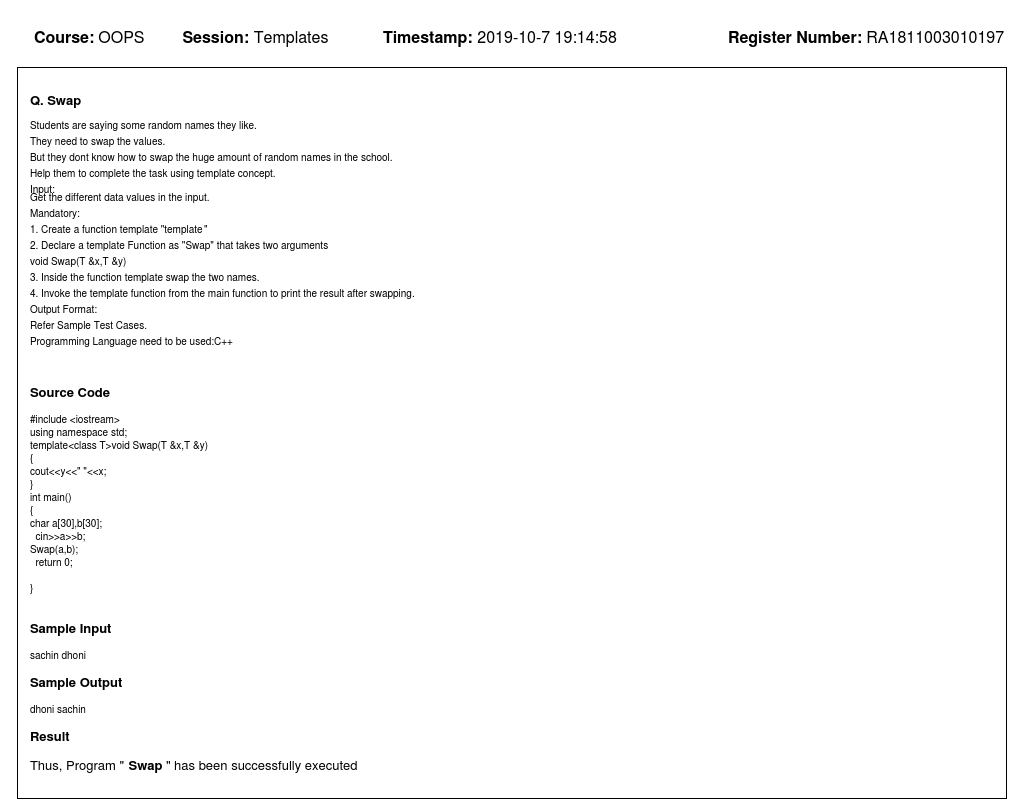 Course: OOPS Session: Templates Timestamp: 2019-10-7 19:14:58 Register Number: RA1811003010197
Q. Swap
Students are saying some random names they like.
They need to swap the values.
But they dont know how to swap the huge amount of random names in the school.
Help them to complete the task using template concept.
Input:
Get the different data values in the input.
Mandatory:
1. Create a function template "template"
2. Declare a template Function as "Swap" that takes two arguments
void Swap(T &x,T &y)
3. Inside the function template swap the two names.
4. Invoke the template function from the main function to print the result after swapping.
Output Format:
Refer Sample Test Cases.
Programming Language need to be used:C++
Source Code
#include <iostream>
using namespace std;
template<class T>void Swap(T &x,T &y)
{
cout<<y<<" "<<x;
}
int main()
{
char a[30],b[30];
cin>>a>>b;
Swap(a,b);
return 0;
}
Sample Input
sachin dhoni
Sample Output
dhoni sachin
Result
Thus, Program " Swap " has been successfully executed